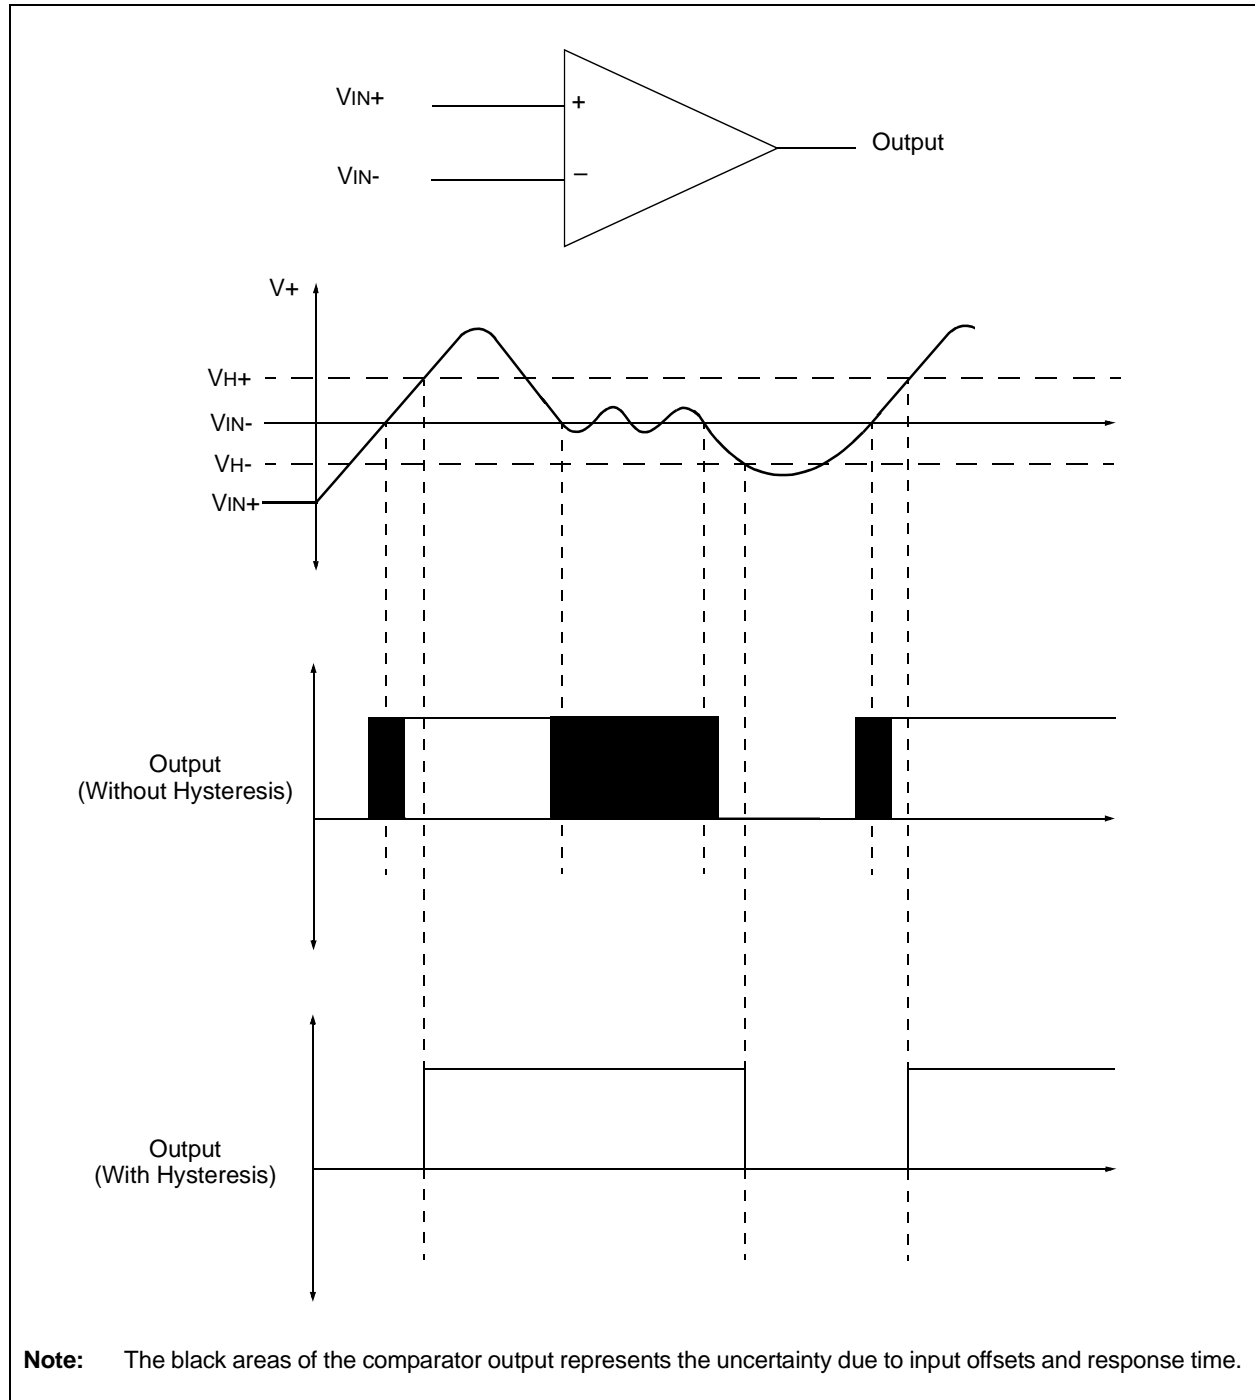 VIN+
+
Output
VIN-
–
V+
VH+
VIN-
VH-
VIN+
Output
(Without Hysteresis)
Output
(With Hysteresis)
Note: The black areas of the comparator output represents the uncertainty due to input offsets and response time.